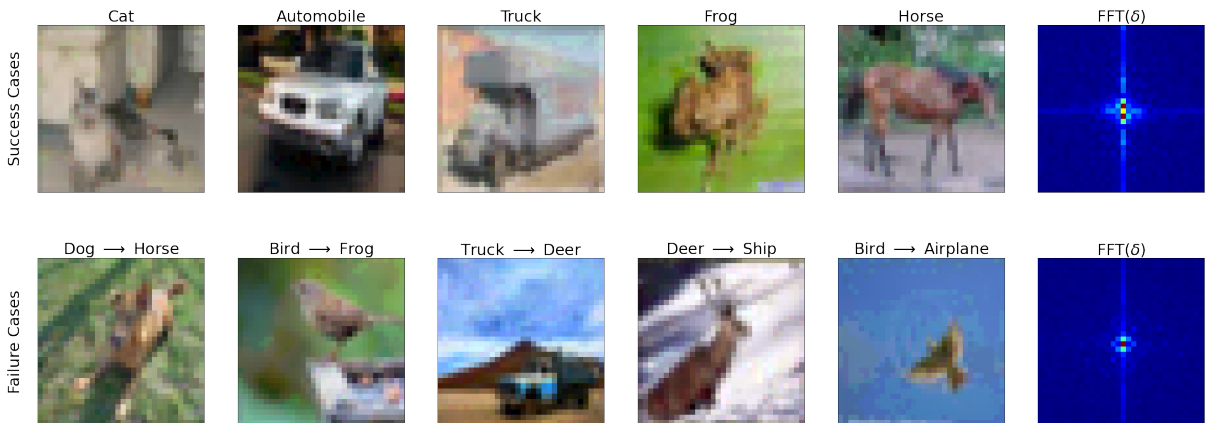 Cat Automobile Truck Frog Horse FFT(δ)
Success Cases
Dog ⟶ Horse Bird ⟶ Frog Truck ⟶ Deer Deer ⟶ Ship Bird ⟶ Airplane FFT(δ)
Failure Cases